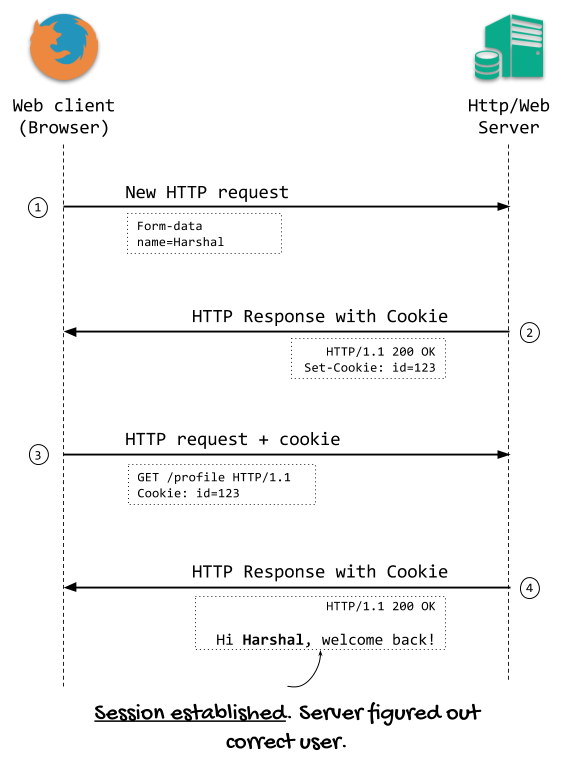 Web client
(Browser)
Http/Web
Server
New HTTP request
1
Form-data
name=Harshal
HTTP Response with Cookie
2
HTTP/1.1 200 OK
Set-Cookie: id=123
HTTP request + cookie
3
GET /profile HTTP/1.1
Cookie: id=123
HTTP Response with Cookie
4
HTTP/1.1 200 OK
Hi Harshal, welcome back!
Session established. Server figured out
correct user.